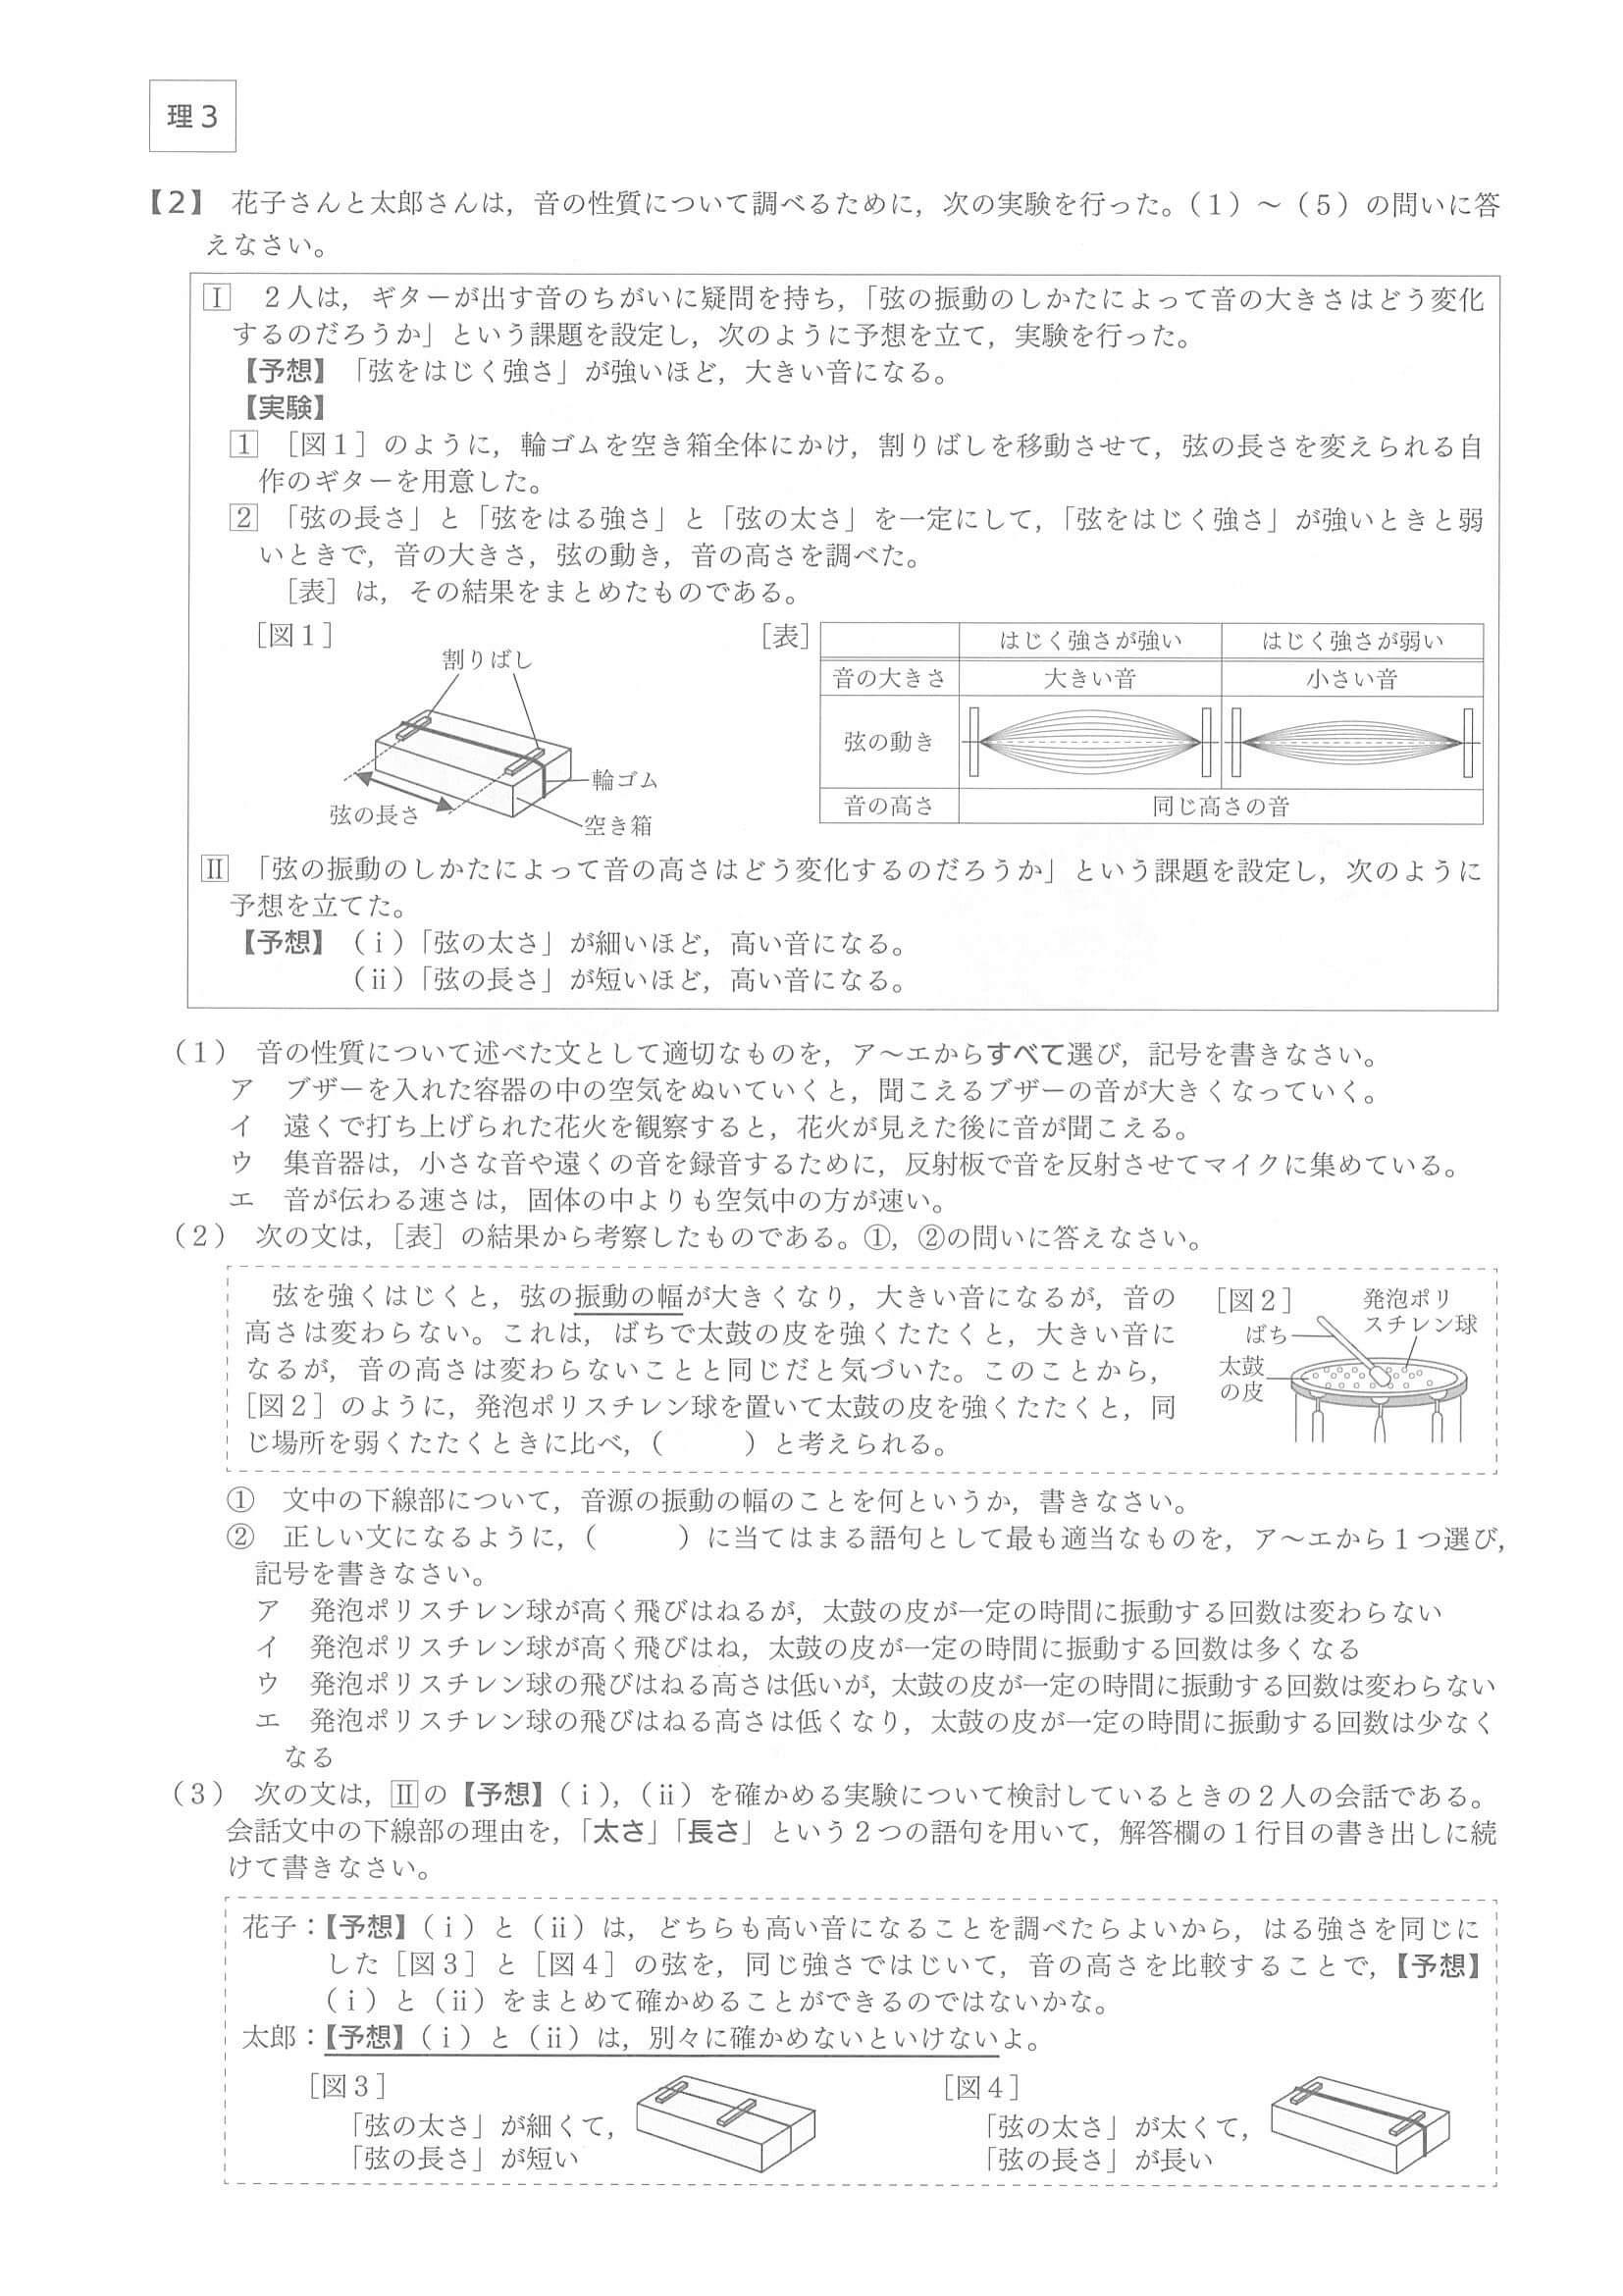 理3
【2】 花子さんと太郎さんは，音の性質について調べるために，次の実験を行った。（1）～（5）の問いに答
えなさい。
Ⅰ 2人は，ギターが出す音のちがいに疑問を持ち，「弦の振動のしかたによって音の大きさはどう変化
するのだろうか」という課題を設定し，次のように予想を立て，実験を行った。
【予想】「弦をはじく強さ」が強いほど，大きい音になる。
【実験】
1 ［図1］のように，輪ゴムを空き箱全体にかけ，割りばしを移動させて，弦の長さを変えられる自
作のギターを用意した。
2 「弦の長さ」と「弦をはる強さ」と「弦の太さ」を一定にして，「弦をはじく強さ」が強いときと弱
いときで，音の大きさ，弦の動き，音の高さを調べた。
［表］は，その結果をまとめたものである。
［図1］
割りばし
弦の長さ
輪ゴム
空き箱
［表］
はじく強さが強い はじく強さが弱い
音の大きさ 大きい音 小さい音
弦の動き
音の高さ 同じ高さの音
Ⅱ 「弦の振動のしかたによって音の高さはどう変化するのだろうか」という課題を設定し，次のように
予想を立てた。
【予想】（ⅰ）「弦の太さ」が細いほど，高い音になる。
（ⅱ）「弦の長さ」が短いほど，高い音になる。
（1） 音の性質について述べた文として適切なものを，ア～エからすべて選び，記号を書きなさい。
ア ブザーを入れた容器の中の空気をぬいていくと，聞こえるブザーの音が大きくなっていく。
イ 遠くで打ち上げられた花火を観察すると，花火が見えた後に音が聞こえる。
ウ 集音器は，小さな音や遠くの音を録音するために，反射板で音を反射させてマイクに集めている。
エ 音が伝わる速さは，固体の中よりも空気中の方が速い。
（2） 次の文は，［表］の結果から考察したものである。①，②の問いに答えなさい。
弦を強くはじくと，弦の振動の幅が大きくなり，大きい音になるが，音の
高さは変わらない。これは，ばちで太鼓の皮を強くたたくと，大きい音に
なるが，音の高さは変わらないことと同じだと気づいた。このことから，
［図2］のように，発泡ポリスチレン球を置いて太鼓の皮を強くたたくと，同
じ場所を弱くたたくときに比べ，（　　　）と考えられる。
［図2］
発泡ポリ
スチレン球
ばち
太鼓
の皮
① 文中の下線部について，音源の振動の幅のことを何というか，書きなさい。
② 正しい文になるように，（　　　）に当てはまる語句として最も適当なものを，ア～エから1つ選び，
記号を書きなさい。
ア 発泡ポリスチレン球が高く飛びはねるが，太鼓の皮が一定の時間に振動する回数は変わらない
イ 発泡ポリスチレン球が高く飛びはね，太鼓の皮が一定の時間に振動する回数は多くなる
ウ 発泡ポリスチレン球の飛びはねる高さは低いが，太鼓の皮が一定の時間に振動する回数は変わらない
エ 発泡ポリスチレン球の飛びはねる高さは低くなり，太鼓の皮が一定の時間に振動する回数は少なく
なる
（3） 次の文は，Ⅱの【予想】（ⅰ），（ⅱ）を確かめる実験について検討しているときの2人の会話である。
会話文中の下線部の理由を，「太さ」「長さ」という2つの語句を用いて，解答欄の1行目の書き出しに続
けて書きなさい。
花子：【予想】（ⅰ）と（ⅱ）は，どちらも高い音になることを調べたらよいから，はる強さを同じに
した［図3］と［図4］の弦を，同じ強さではじいて，音の高さを比較することで，【予想】
（ⅰ）と（ⅱ）をまとめて確かめることができるのではないかな。
太郎：【予想】（ⅰ）と（ⅱ）は，別々に確かめないといけないよ。
［図3］
「弦の太さ」が細くて，
「弦の長さ」が短い
［図4］
「弦の太さ」が太くて，
「弦の長さ」が長い